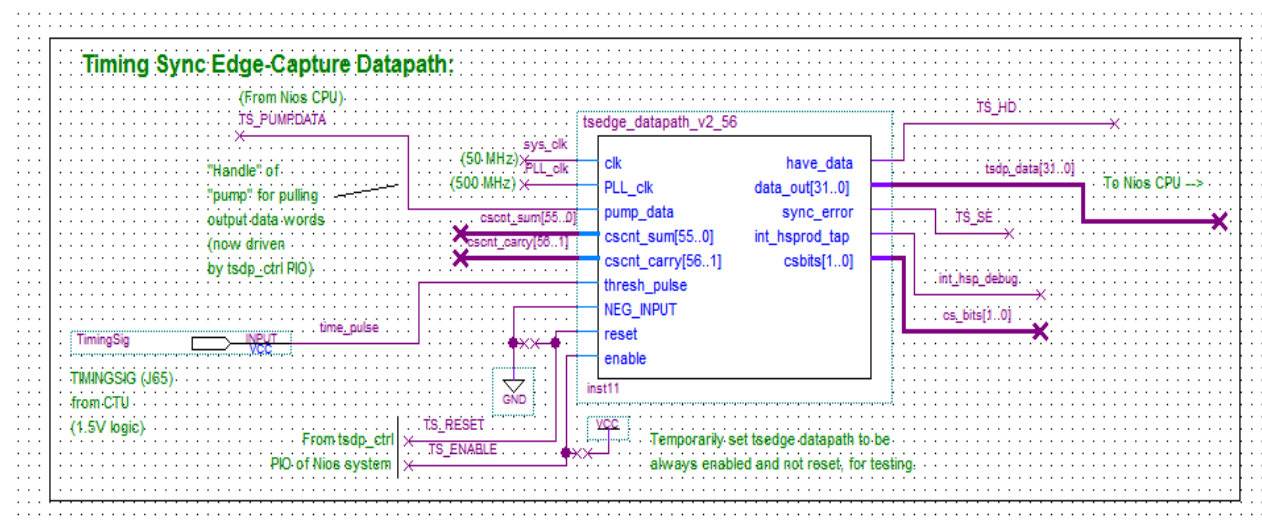 Timing Sync Edge-Capture Datapath:
(From Nios CPU)
TS_PUMPDATA
"Handle" of
"pump" for pulling
output data words
(now driven
by tsdp_ctrl PIO)
sys_clk
(50 MHz)
PLL_clk
(500 MHz)
cscnt_sum[55..0]
cscnt_carry[56..1]
tsedge_datapath_v2_56
clk
PLL_clk
pump_data
cscnt_sum[55..0]
cscnt_carry[56..1]
thresh_pulse
NEG_INPUT
reset
enable
have_data
data_out[31..0]
sync_error
int_hsprod_tap
csbits[1..0]
inst11
TS_HD
tsdp_data[31..0]
To Nios CPU -->
TS_SE
int_hsp_debug
cs_bits[1..0]
TimingSig
INPUT
VCC
time_pulse
TIMINGSIG (J65)
from CTU
(1.5V logic)
GND
TS_RESET
From tsdp_ctrl
TS_ENABLE
PIO of Nios system
VCC
Temporarily set tsedge datapath to be
always enabled and not reset, for testing.